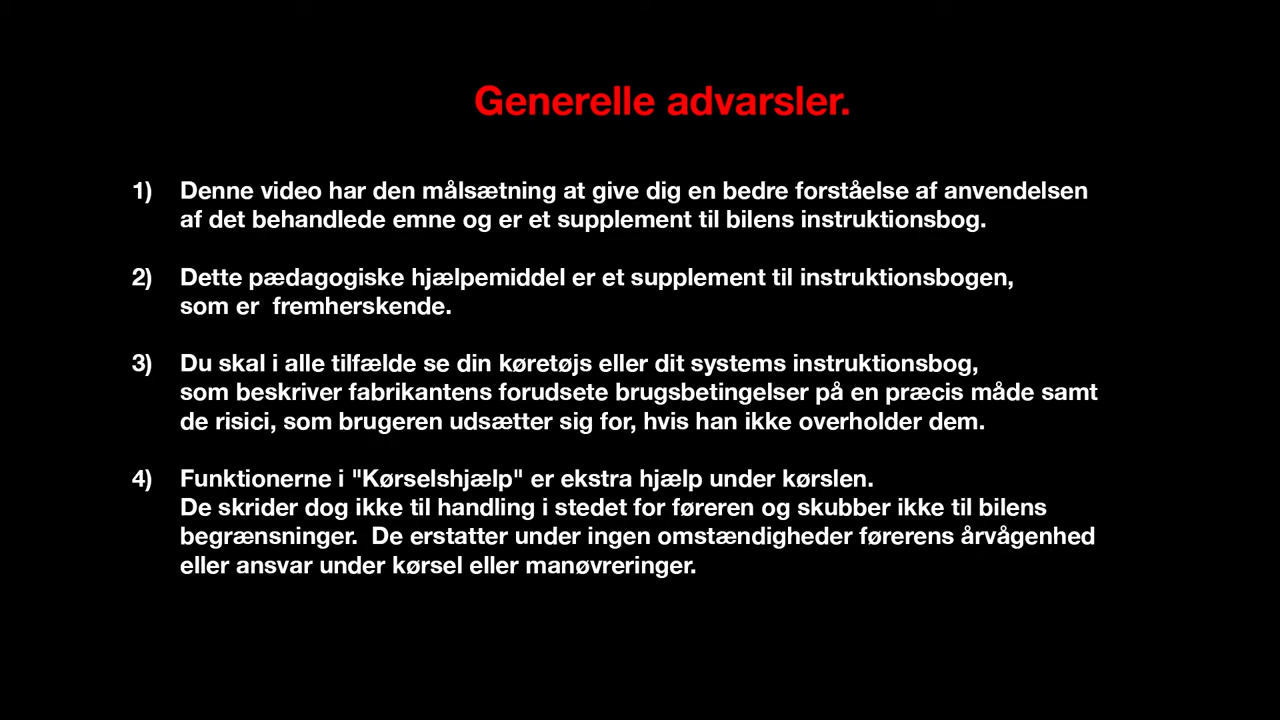 Generelle advarsler.
1) Denne video har den målsætning at give dig en bedre forståelse af anvendelsen
af det behandlede emne og er et supplement til bilens instruktionsbog.
2) Dette pædagogiske hjælpemiddel er et supplement til instruktionsbogen,
som er  fremherskende.
3) Du skal i alle tilfælde se din køretøjs eller dit systems instruktionsbog,
som beskriver fabrikantens forudsete brugsbetingelser på en præcis måde samt
de risici, som brugeren udsætter sig for, hvis han ikke overholder dem.
4) Funktionerne i "Kørselshjælp" er ekstra hjælp under kørslen.
De skrider dog ikke til handling i stedet for føreren og skubber ikke til bilens
begrænsninger.  De erstatter under ingen omstændigheder førerens årvågenhed
eller ansvar under kørsel eller manøvreringer.